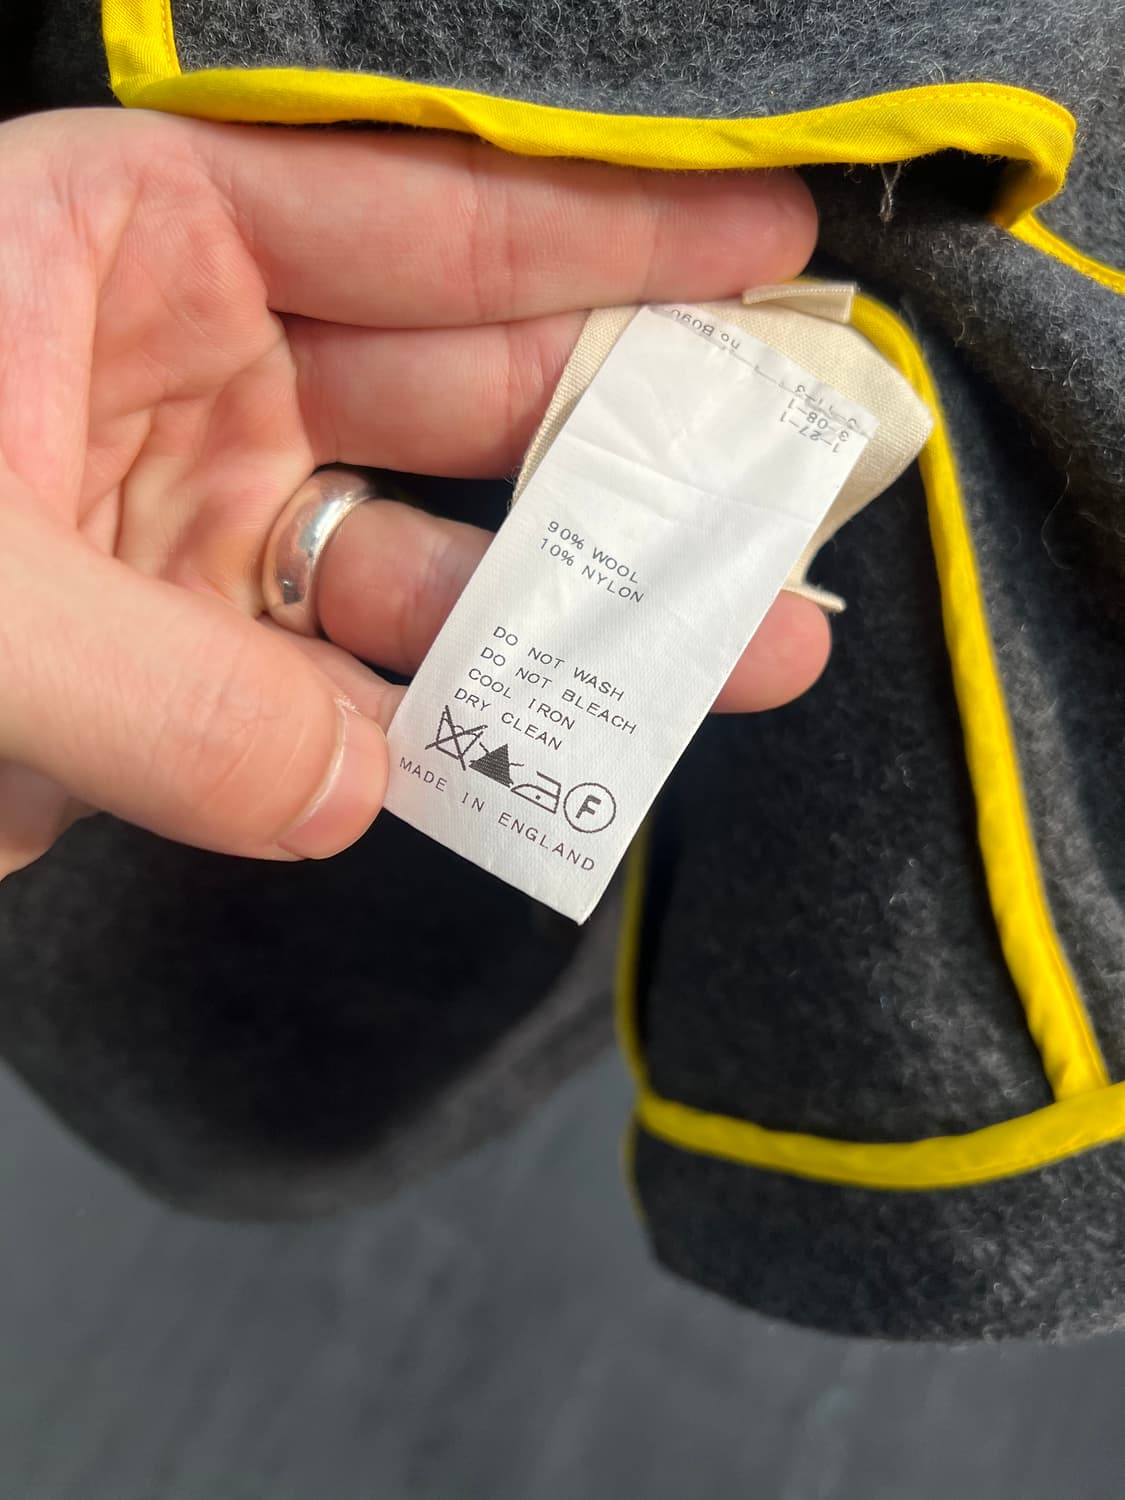 90% WOOL
10% NYLON
DO NOT WASH
DO NOT BLEACH
COOL IRON
DRY CLEAN
F
MADE IN ENGLAND